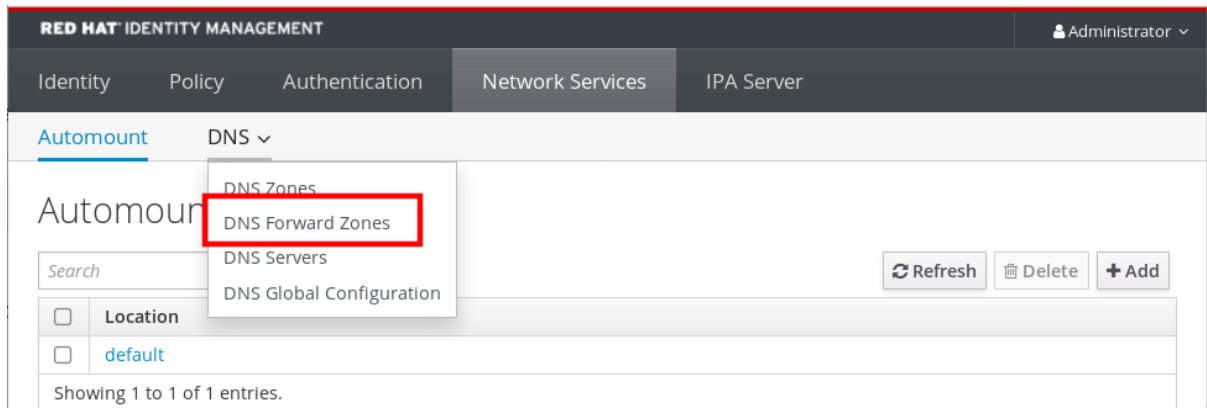 RED HAT® IDENTITY MANAGEMENT
Administrator
Identity Policy Authentication Network Services IPA Server
Automount DNS
DNS Zones
Automoun
DNS Forward Zones
DNS Servers
Search
Refresh Delete Add
DNS Global Configuration
Location
default
Showing 1 to 1 of 1 entries.